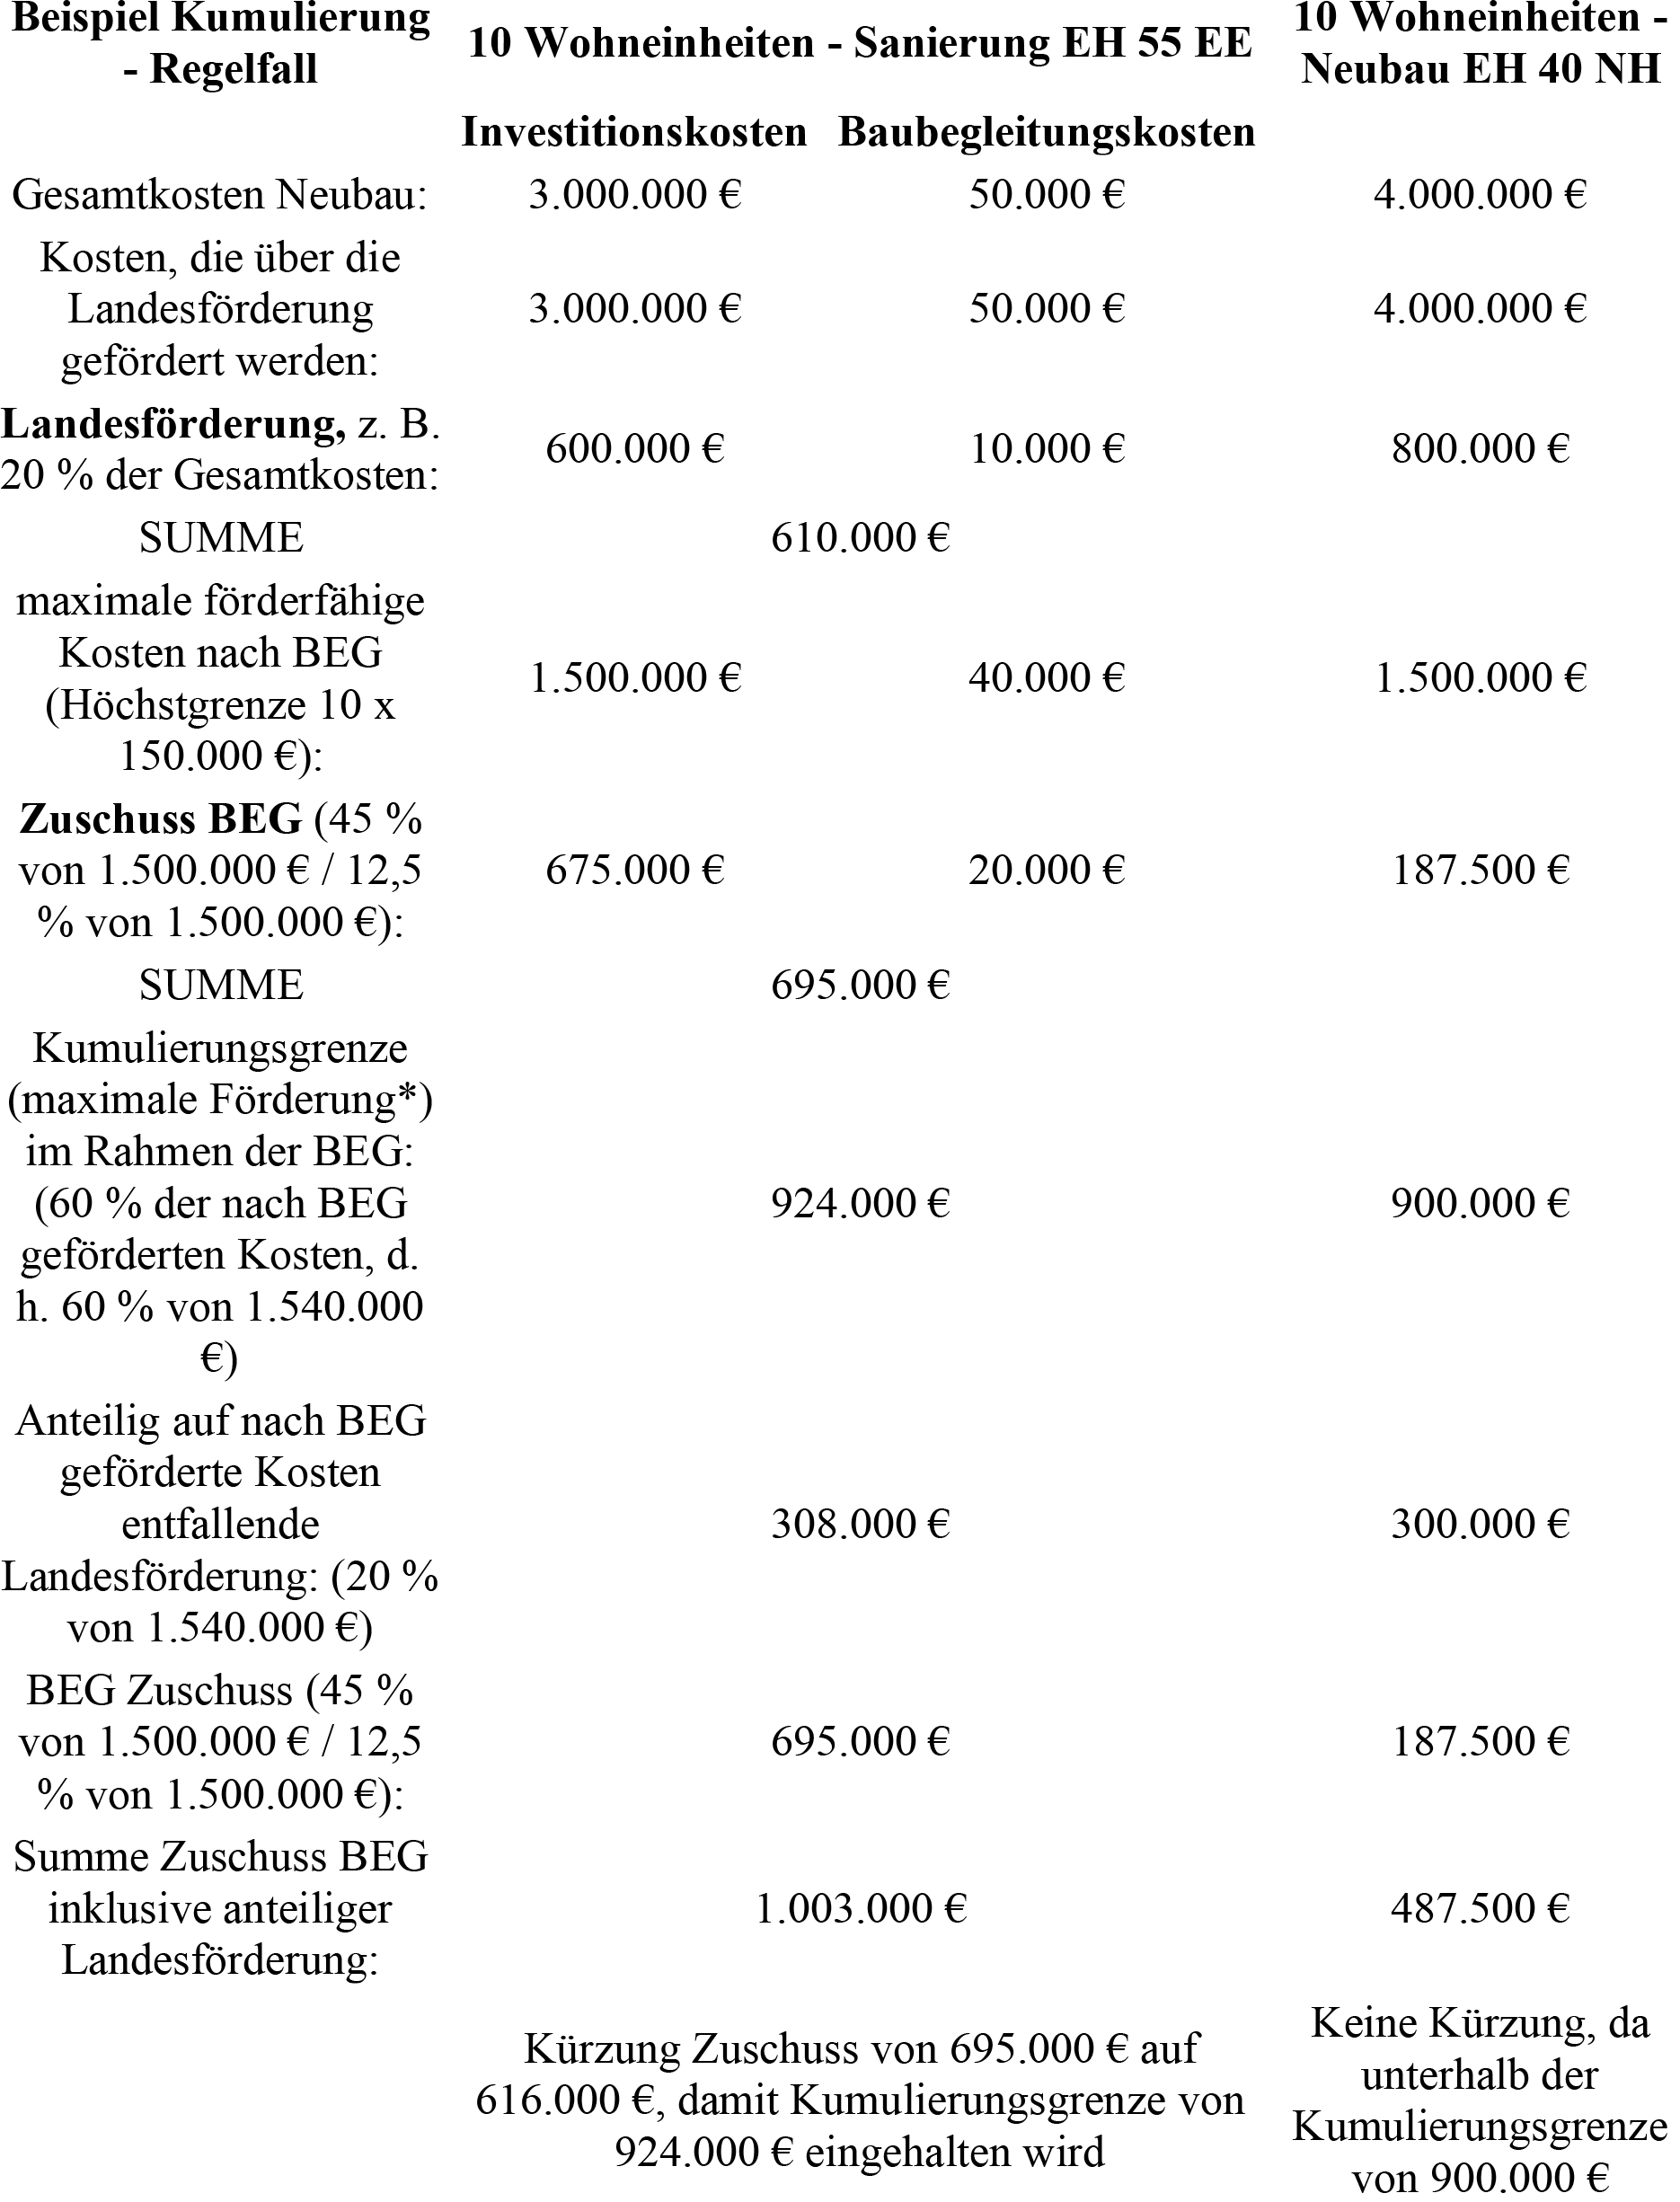 Beispiel Kumulierung
- Regelfall
10 Wohneinheiten - Sanierung EH 55 EE
10 Wohneinheiten -
Neubau EH 40 NH
Investitionskosten
Baubegleitungskosten
Gesamtkosten Neubau:
3.000.000 €
50.000 €
4.000.000 €
Kosten, die über die
Landesförderung
gefördert werden:
3.000.000 €
50.000 €
4.000.000 €
Landesförderung, z. B.
20 % der Gesamtkosten:
600.000 €
10.000 €
800.000 €
SUMME
610.000 €
maximale förderfähige
Kosten nach BEG
(Höchstgrenze 10 x
150.000 €):
1.500.000 €
40.000 €
1.500.000 €
Zuschuss BEG (45 %
von 1.500.000 € / 12,5
% von 1.500.000 €):
675.000 €
20.000 €
187.500 €
SUMME
695.000 €
Kumulierungsgrenze
(maximale Förderung*)
im Rahmen der BEG:
(60 % der nach BEG
geförderten Kosten, d.
h. 60 % von 1.540.000
€)
924.000 €
900.000 €
Anteilig auf nach BEG
geförderte Kosten
entfallende
Landesförderung: (20 %
von 1.540.000 €)
308.000 €
300.000 €
BEG Zuschuss (45 %
von 1.500.000 € / 12,5
% von 1.500.000 €):
695.000 €
187.500 €
Summe Zuschuss BEG
inklusive anteiliger
Landesförderung:
1.003.000 €
487.500 €
Kürzung Zuschuss von 695.000 € auf
616.000 €, damit Kumulierungsgrenze von
924.000 € eingehalten wird
Keine Kürzung, da
unterhalb der
Kumulierungsgrenze
von 900.000 €